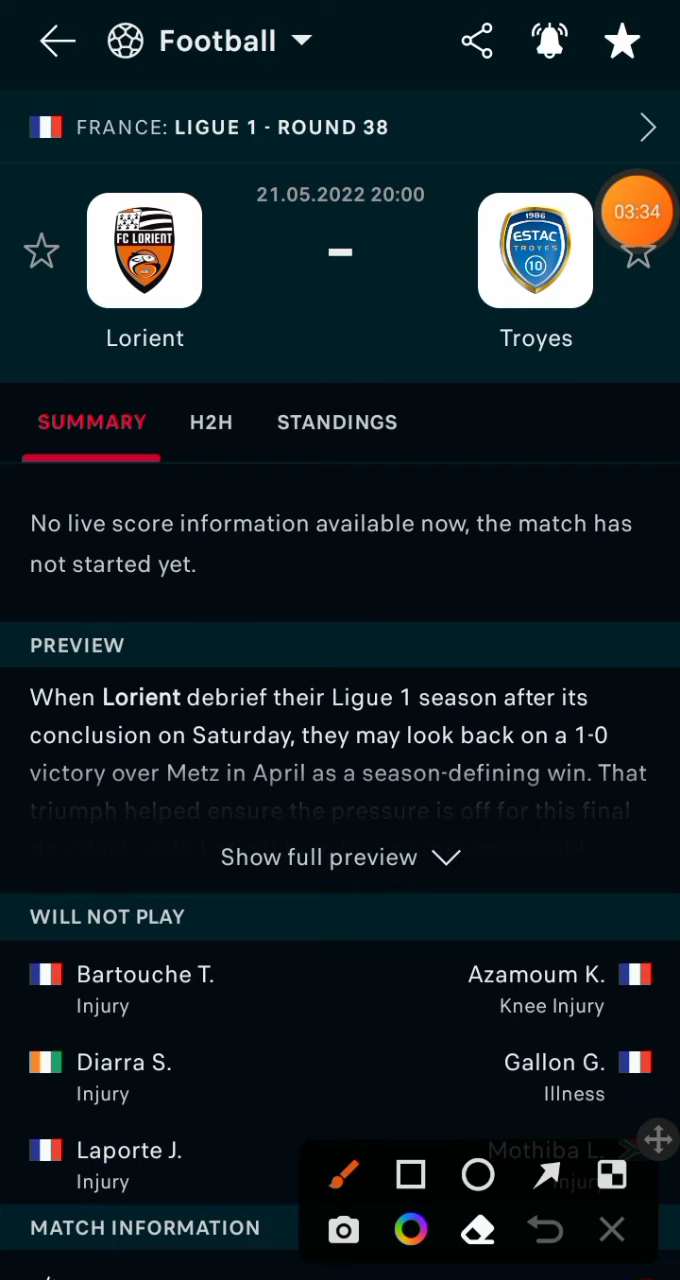 Football
FRANCE: LIGUE 1 - ROUND 38
21.05.2022 20:00
03:34
FC LORIENT
1986
ESTAC
TROYES
10
-
Lorient
Troyes
SUMMARY
H2H
STANDINGS
No live score information available now, the match has
not started yet.
PREVIEW
When Lorient debrief their Ligue 1 season after its
conclusion on Saturday, they may look back on a 1-0
victory over Metz in April as a season-defining win. That
triumph helped ensure the pressure is off for this final
Show full preview
WILL NOT PLAY
Bartouche T.
Azamoum K.
Injury
Knee Injury
Diarra S.
Gallon G.
Injury
Illness
Laporte J.
Mothiba L.
Injury
Injury
MATCH INFORMATION